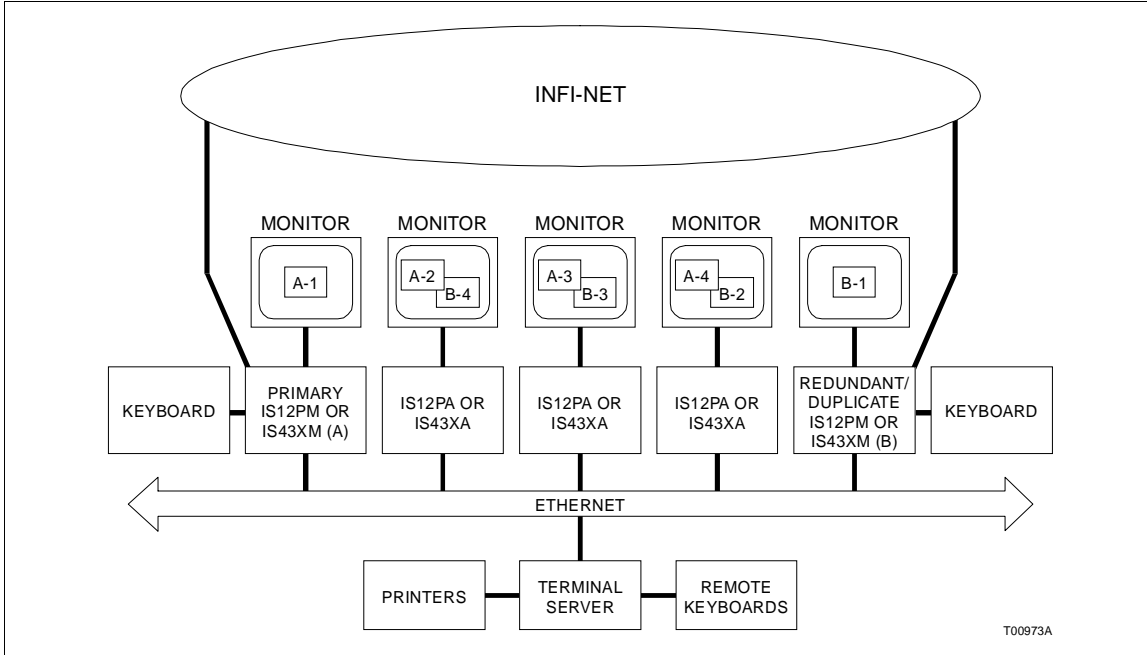 INFI-NET
MONITOR
MONITOR
MONITOR
MONITOR
MONITOR
A-1
A-2
B-4
A-3
B-3
A-4
B-2
B-1
KEYBOARD
PRIMARY
IS12PM OR
IS43XM (A)
IS12PA OR
IS43XA
IS12PA OR
IS43XA
IS12PA OR
IS43XA
REDUNDANT/
DUPLICATE
IS12PM OR
IS43XM (B)
KEYBOARD
ETHERNET
PRINTERS
TERMINAL
SERVER
REMOTE
KEYBOARDS
T00973A